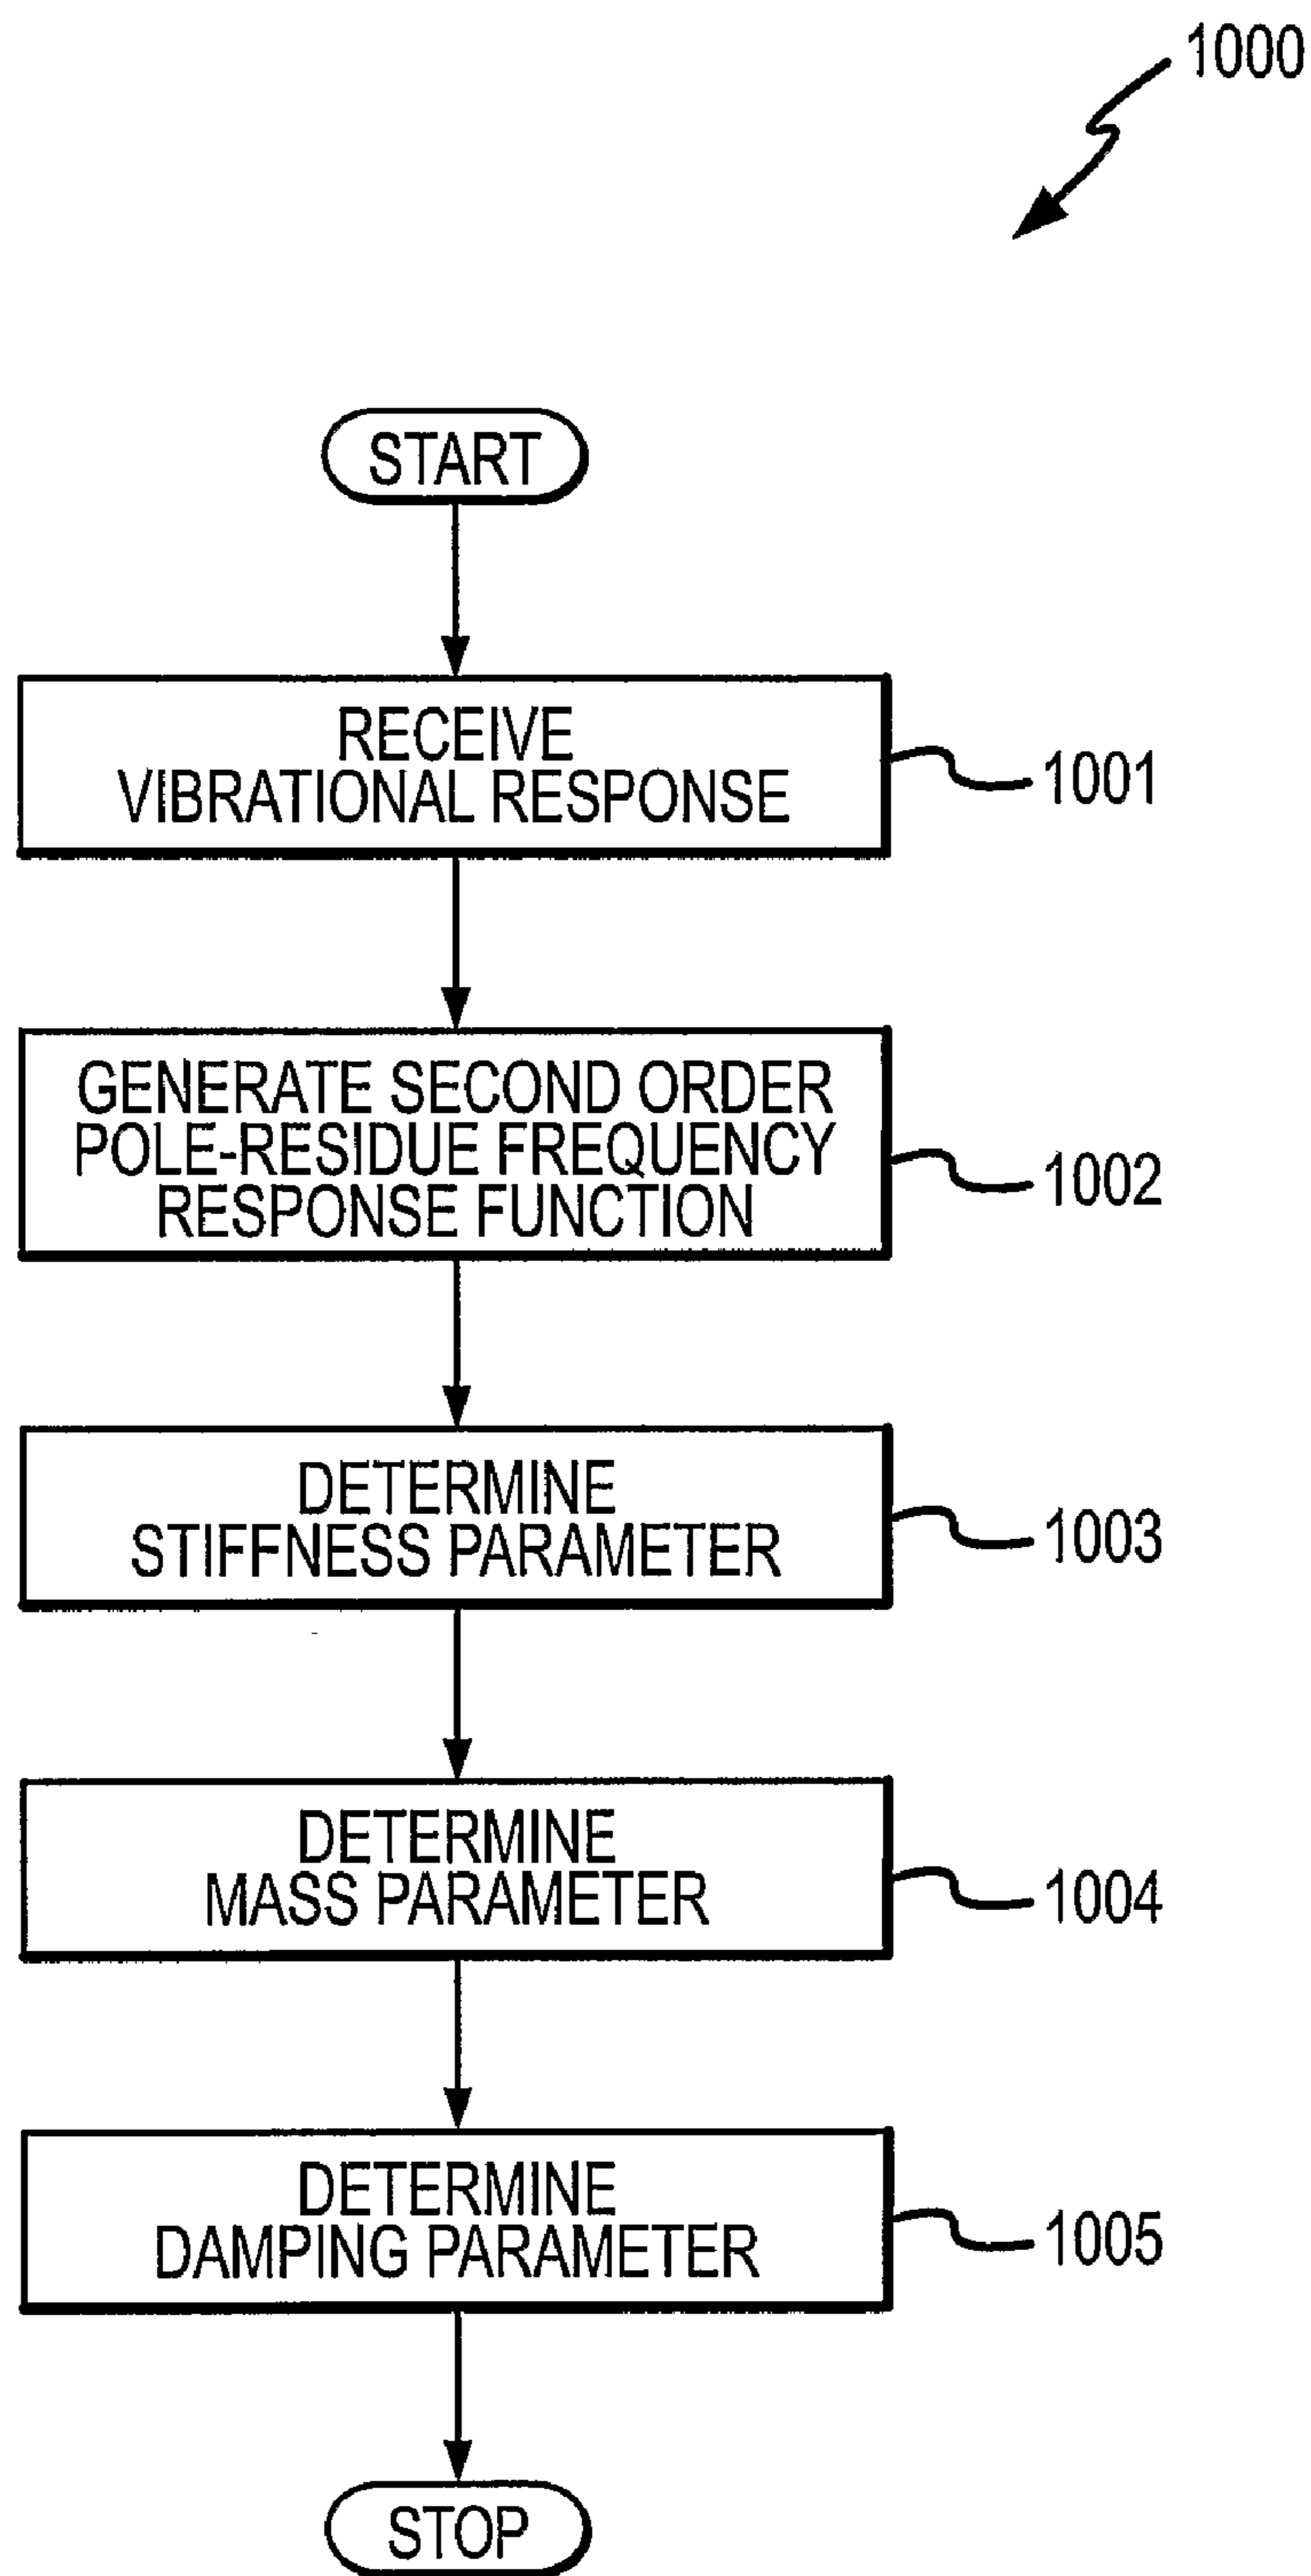 1000
START
RECEIVE
VIBRATIONAL RESPONSE
1001
GENERATE SECOND ORDER
POLE-RESIDUE FREQUENCY
RESPONSE FUNCTION
1002
DETERMINE
STIFFNESS PARAMETER
1003
DETERMINE
MASS PARAMETER
1004
DETERMINE
DAMPING PARAMETER
1005
STOP